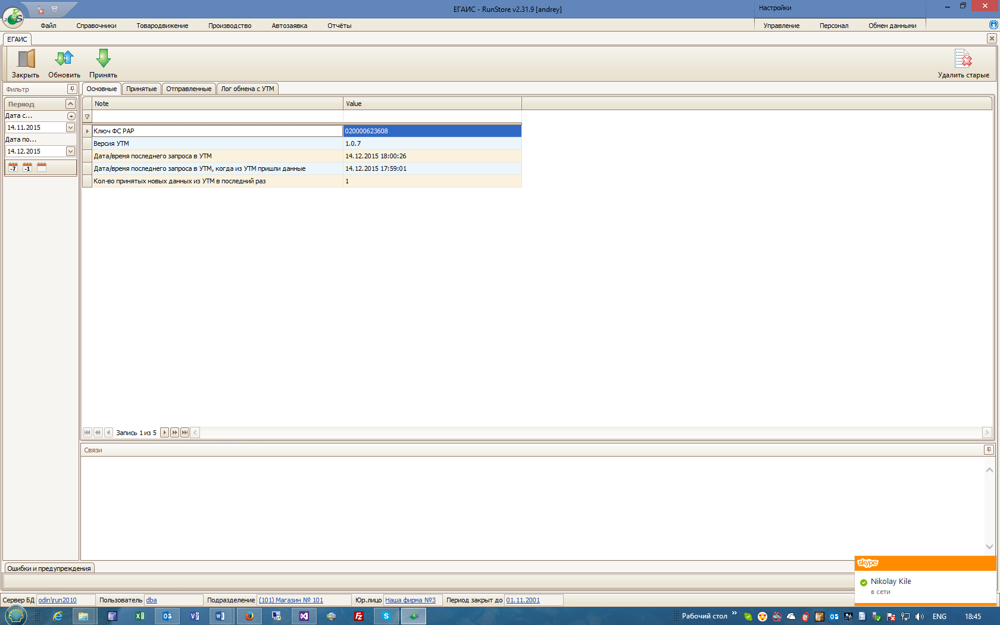 ЕГАИС - RunStore v2.31.9 [andrey]
Настройки
Файл Справочники Товародвижение Производство Автозаявка Отчёты Управление Персонал Обмен данными
ЕГАИС
Закрыть Обновить Принять Удалить старые
Фильтр
Основные Принятые Отправленные Лог обмена с УТМ
Период
Note Value
Дата с...
14.11.2015
Дата по...
14.12.2015
-7 -1
Ключ ФС РАР 020000623608
Версия УТМ 1.0.7
Дата/время последнего запроса в УТМ 14.12.2015 18:00:26
Дата/время последнего запроса в УТМ, когда из УТМ пришли данные 14.12.2015 17:59:01
Кол-во принятых новых данных из УТМ в последний раз 1
Запись 1 из 5
Связи
Ошибки и предупреждения
skype
Nikolay Kile
в сети
Сервер БД odin\run2010 Пользователь dba Подразделение (101) Магазин № 101 Юр.лицо Наша фирма №3 Период закрыт до 01.11.2001
Рабочий стол ENG 18:45